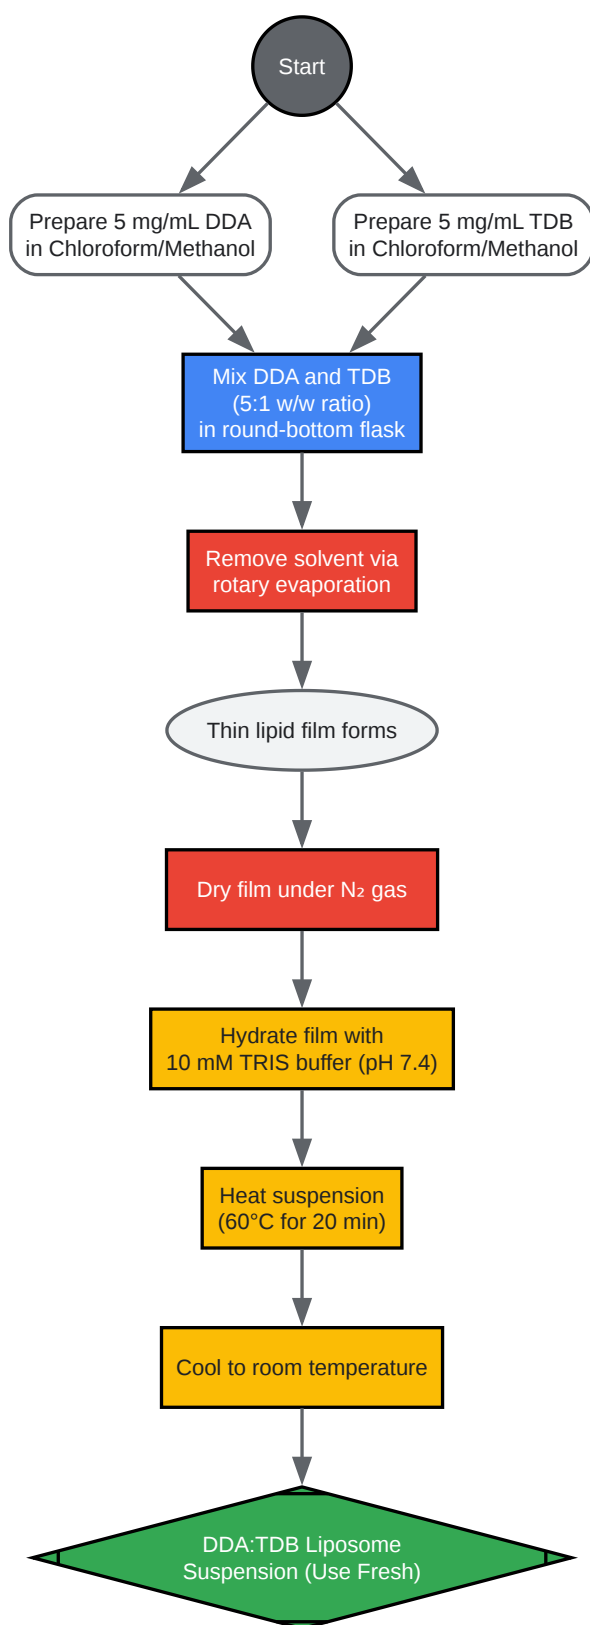 Start
Prepare 5 mg/mL DDA
in Chloroform/Methanol
Prepare 5 mg/mL TDB
in Chloroform/Methanol
Mix DDA and TDB
(5:1 w/w ratio)
in round-bottom flask
Remove solvent via
rotary evaporation
Thin lipid film forms
Dry film under N₂ gas
Hydrate film with
10 mM TRIS buffer (pH 7.4)
Heat suspension
(60°C for 20 min)
Cool to room temperature
DDA:TDB Liposome
Suspension (Use Fresh)